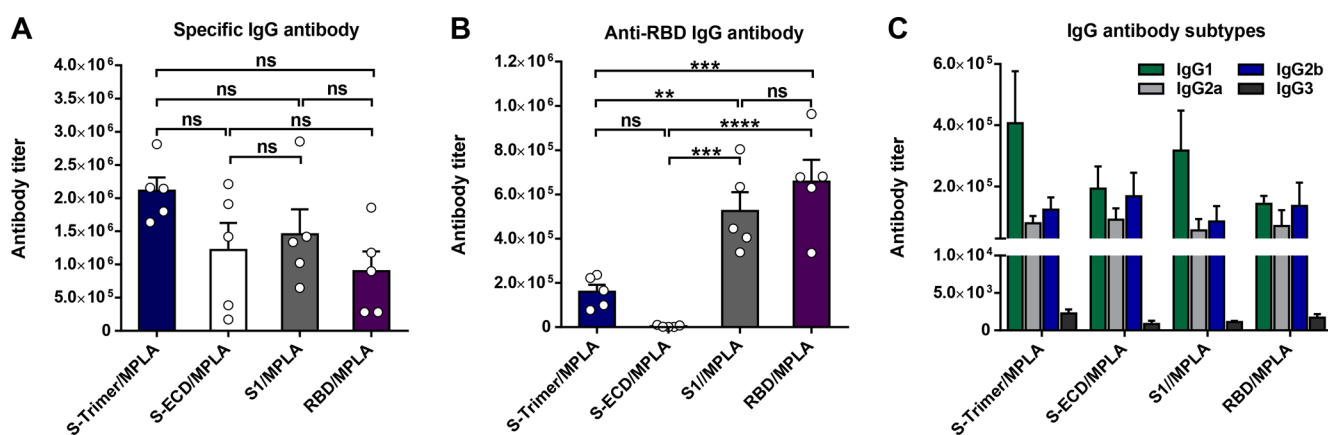 A
Specific IgG antibody
Antibody titer
4.0×10⁶
3.5×10⁶
3.0×10⁶
2.5×10⁶
2.0×10⁶
1.5×10⁶
1.0×10⁶
5.0×10⁵
0
ns
ns ns
ns ns
ns
S-Trimer/MPLA
S-ECD/MPLA
S1/MPLA
RBD/MPLA
B
Anti-RBD IgG antibody
Antibody titer
1.2×10⁶
1.0×10⁶
8.0×10⁵
6.0×10⁵
4.0×10⁵
2.0×10⁵
0
***
** ns
ns ****
***
S-Trimer/MPLA
S-ECD/MPLA
S1//MPLA
RBD/MPLA
C
IgG antibody subtypes
Antibody titer
6.0×10⁵
4.0×10⁵
2.0×10⁵
1.0×10⁴
5.0×10³
0
IgG1 IgG2b
IgG2a IgG3
S-Trimer/MPLA
S-ECD/MPLA
S1//MPLA
RBD/MPLA